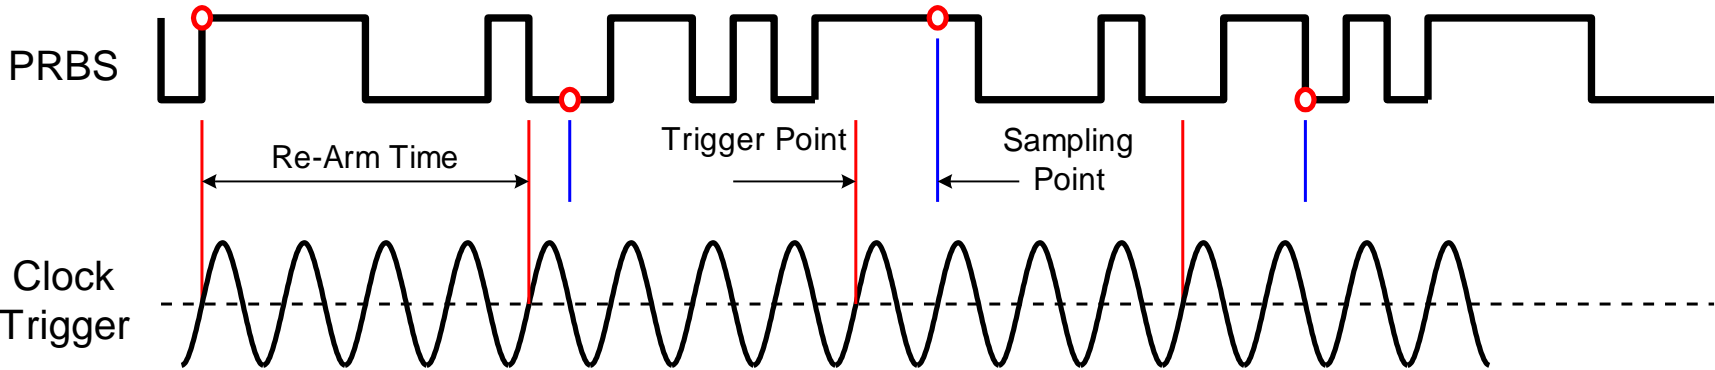 PRBS
Re-Arm Time
Trigger Point
Sampling
Point
Clock
Trigger